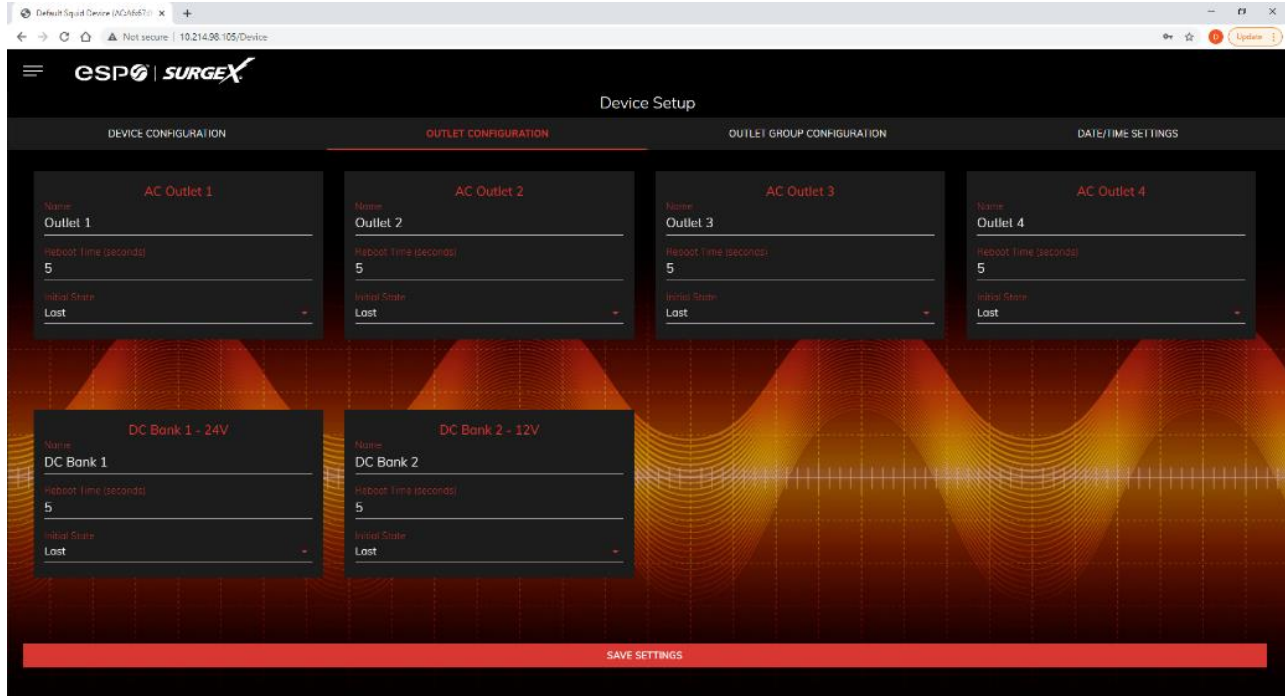 Default Squid Device
Update
Not secure | 10.214.98.105/Device
esp | SURGEX
Device Setup
DEVICE CONFIGURATION OUTLET CONFIGURATION OUTLET GROUP CONFIGURATION DATE/TIME SETTINGS
AC Outlet 1
Name
Outlet 1
Reboot Time (seconds)
5
Initial State
Last
AC Outlet 2
Name
Outlet 2
Reboot Time (seconds)
5
Initial State
Last
AC Outlet 3
Name
Outlet 3
Reboot Time (seconds)
5
Initial State
Last
AC Outlet 4
Name
Outlet 4
Reboot Time (seconds)
5
Initial State
Last
DC Bank 1 - 24V
Name
DC Bank 1
Reboot Time (seconds)
5
Initial State
Last
DC Bank 2 - 12V
Name
DC Bank 2
Reboot Time (seconds)
5
Initial State
Last
SAVE SETTINGS